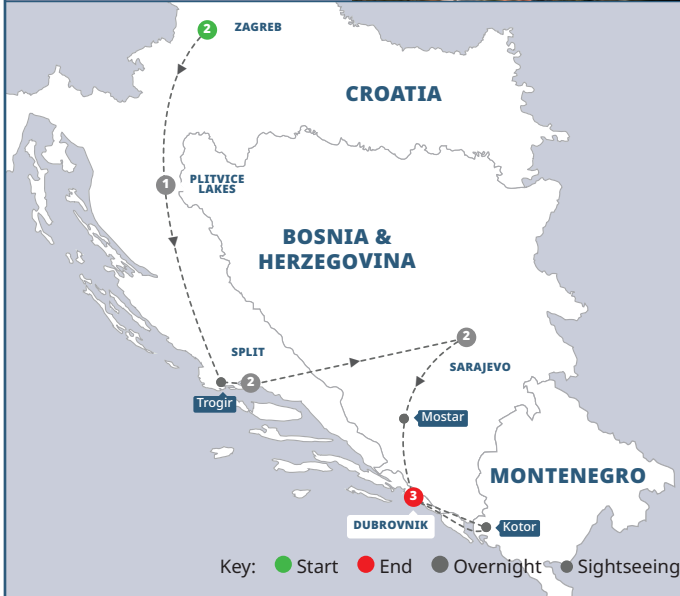 2
ZAGREB
CROATIA
1
PLITVICE
LAKES
BOSNIA &
HERZEGOVINA
2
SPLIT
SARAJEVO
2
Trogir
Mostar
MONTENEGRO
3
DUBROVNIK
Kotor
Key: Start End Overnight Sightseeing